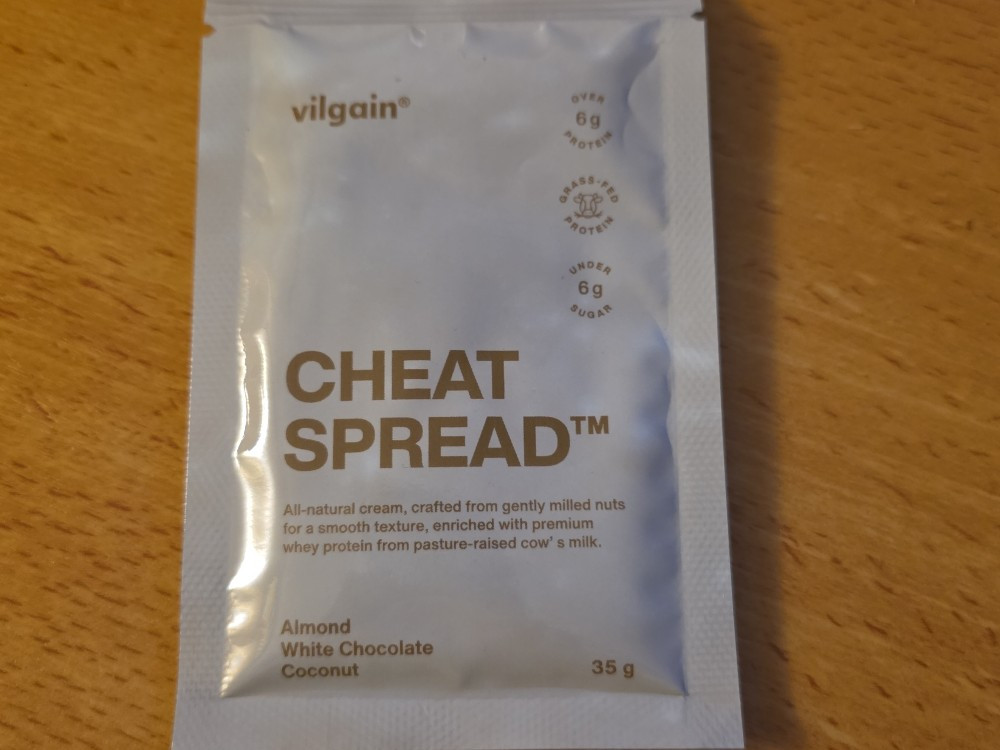 vilgain®
OVER
6g
PROTEIN
GRASS-FED
PROTEIN
UNDER
6g
SUGAR
CHEAT
SPREAD™
All-natural cream, crafted from gently milled nuts
for a smooth texture, enriched with premium
whey protein from pasture-raised cow' s milk.
Almond
White Chocolate
Coconut
35 g